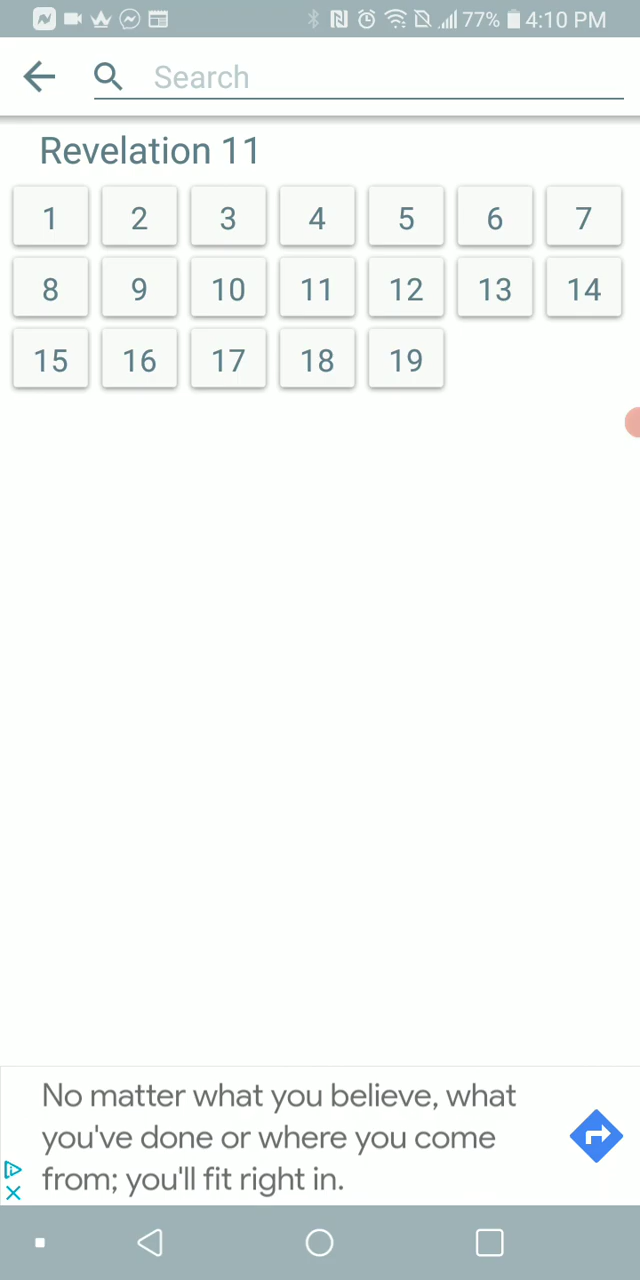 77% 4:10 PM
Search
Revelation 11
1 2 3 4 5 6 7
8 9 10 11 12 13 14
15 16 17 18 19
No matter what you believe, what
you've done or where you come
from; you'll fit right in.